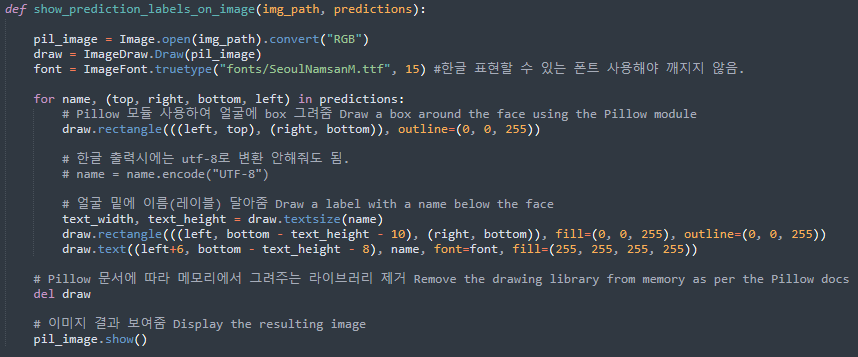 def show_prediction_labels_on_image(img_path, predictions):
pil_image = Image.open(img_path).convert("RGB")
draw = ImageDraw.Draw(pil_image)
font = ImageFont.truetype("fonts/SeoulNamsanM.ttf", 15) #한글 표현할 수 있는 폰트 사용해야 깨지지 않음.
for name, (top, right, bottom, left) in predictions:
# Pillow 모듈 사용하여 얼굴에 box 그려줌 Draw a box around the face using the Pillow module
draw.rectangle(((left, top), (right, bottom)), outline=(0, 0, 255))
# 한글 출력시에는 utf-8로 변환 안해줘도 됨.
# name = name.encode("UTF-8")
# 얼굴 밑에 이름(레이블) 달아줌 Draw a label with a name below the face
text_width, text_height = draw.textsize(name)
draw.rectangle(((left, bottom - text_height - 10), (right, bottom)), fill=(0, 0, 255), outline=(0, 0, 255))
draw.text((left+6, bottom - text_height - 8), name, font=font, fill=(255, 255, 255, 255))
# Pillow 문서에 따라 메모리에서 그려주는 라이브러리 제거 Remove the drawing library from memory as per the Pillow docs
del draw
# 이미지 결과 보여줌 Display the resulting image
pil_image.show()